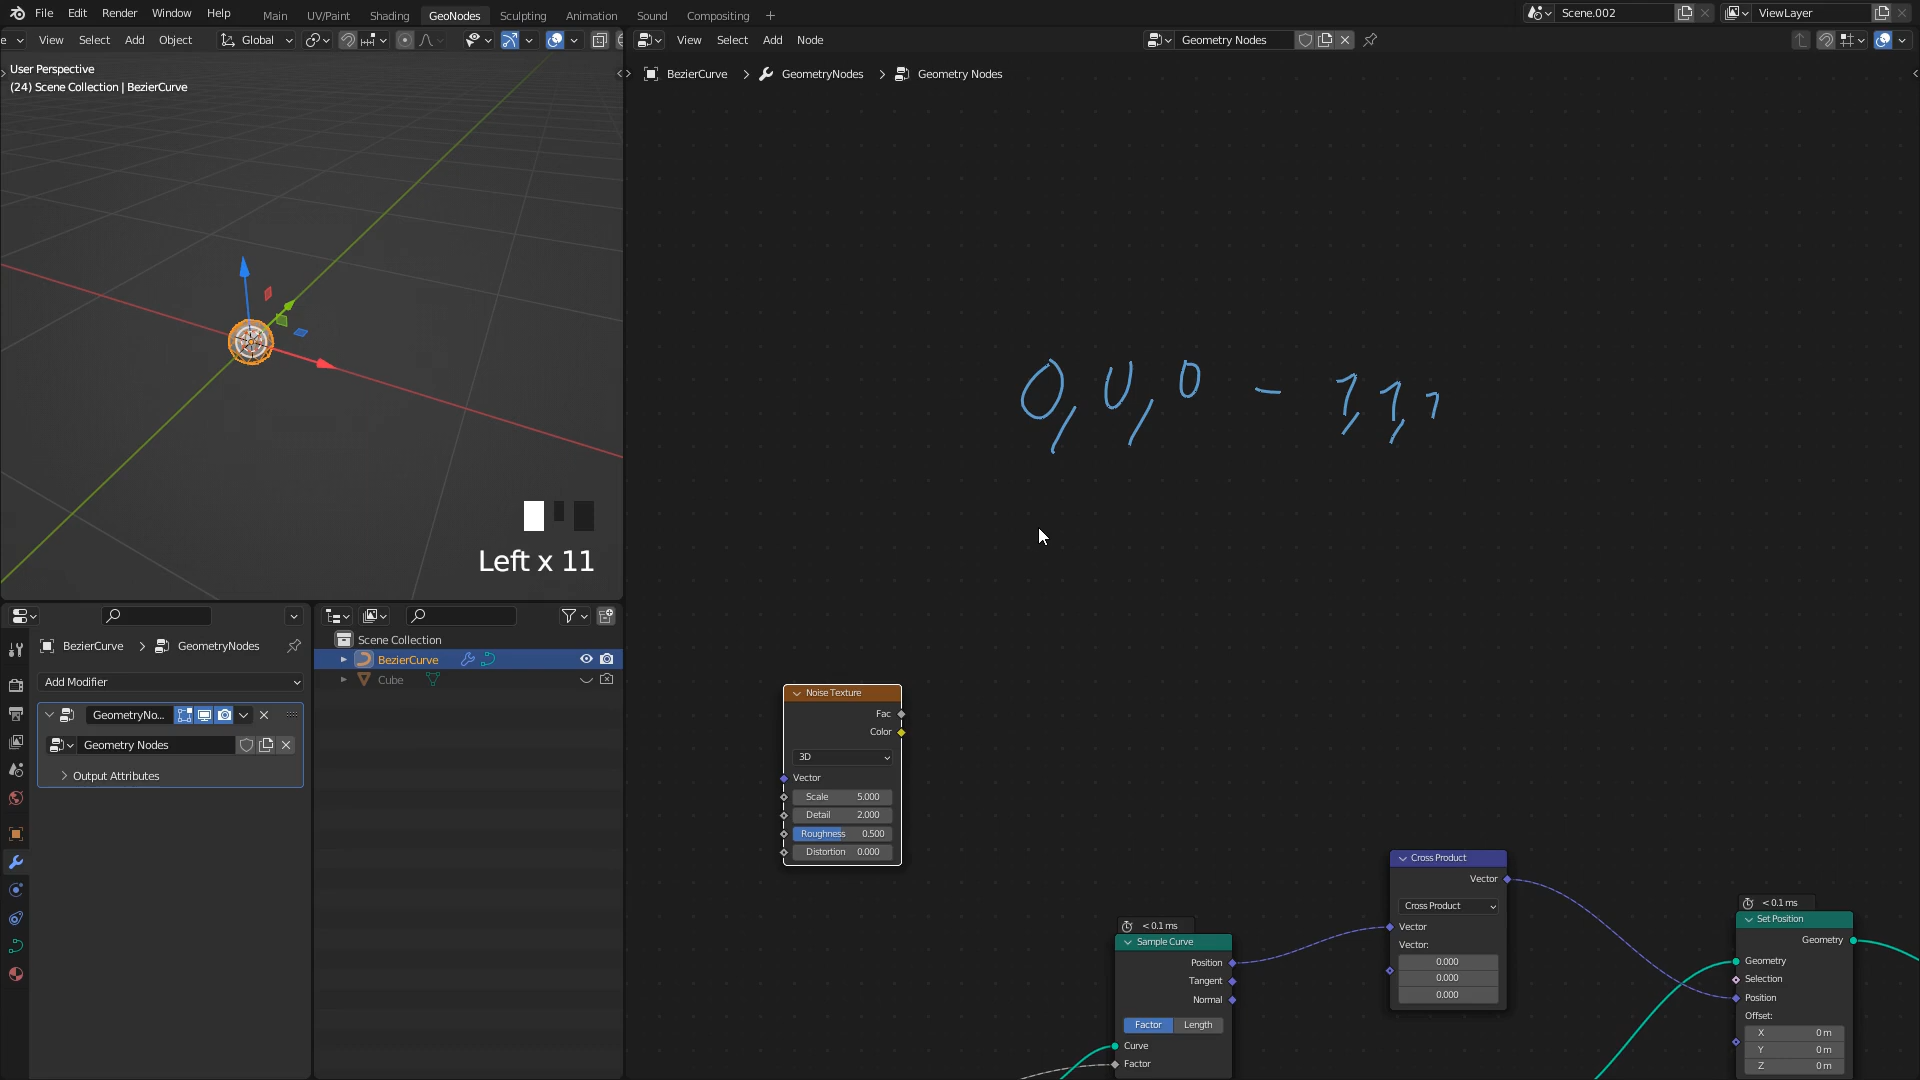 File Edit Render Window Help Main UV/Paint Shading GeoNodes Sculpting Animation Sound Compositing + Scene.002 ViewLayer
e View Select Add Object Global View Select Add Node Geometry Nodes
User Perspective
(24) Scene Collection | BezierCurve
BezierCurve > GeometryNodes > Geometry Nodes
0, 0, 0 - 1, 1, 1
Left x 11
BezierCurve > GeometryNodes
Add Modifier
GeometryNo...
Geometry Nodes
Output Attributes
Scene Collection
BezierCurve
Cube
Noise Texture
Fac
Color
3D
Vector
Scale 5.000
Detail 2.000
Roughness 0.500
Distortion 0.000
< 0.1 ms
Sample Curve
Position
Tangent
Normal
Factor Length
Curve
Factor
Cross Product
Vector
Cross Product
Vector
Vector:
0.000
0.000
0.000
< 0.1 ms
Set Position
Geometry
Geometry
Selection
Position
Offset:
X 0 m
Y 0 m
Z 0 m